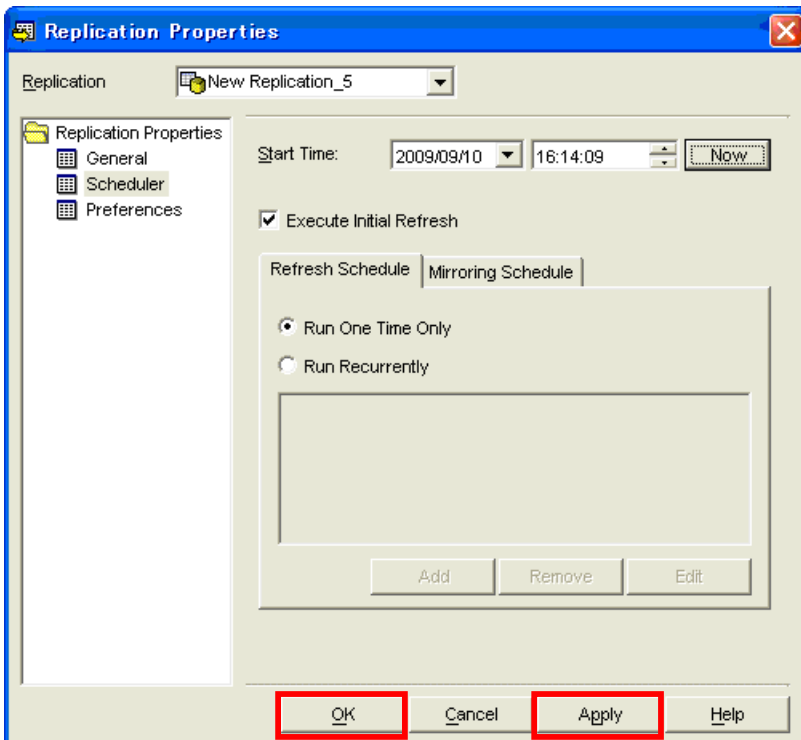 Replication Properties
Replication New Replication_5
Replication Properties
General
Scheduler
Preferences
Start Time: 2009/09/10 16:14:09 Now
Execute Initial Refresh
Refresh Schedule Mirroring Schedule
Run One Time Only
Run Recurrently
Add Remove Edit
OK Cancel Apply Help